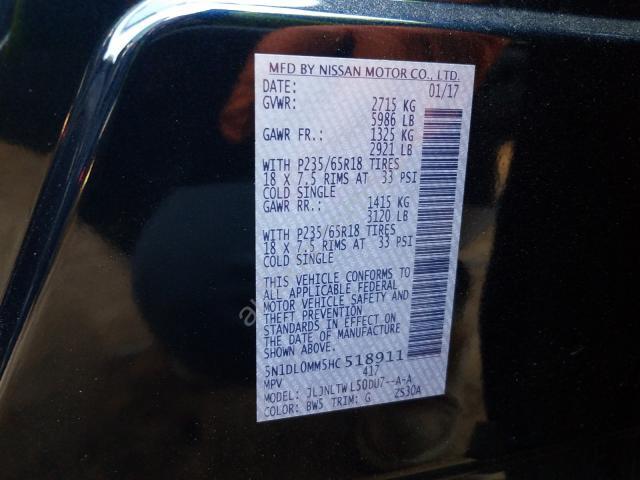 MFD BY NISSAN MOTOR CO., LTD.
DATE: 01/17
GVWR: 2715 KG
5986 LB
GAWR FR.: 1325 KG
2921 LB
WITH P235/65R18 TIRES
18 X 7.5 RIMS AT 33 PSI
COLD SINGLE
GAWR RR.: 1415 KG
3120 LB
WITH P235/65R18 TIRES
18 X 7.5 RIMS AT 33 PSI
COLD SINGLE
THIS VEHICLE CONFORMS TO
ALL APPLICABLE FEDERAL
MOTOR VEHICLE SAFETY AND
THEFT PREVENTION
STANDARDS IN EFFECT ON
THE DATE OF MANUFACTURE
SHOWN ABOVE.
5N1DL0MM5HC518911
MPV 417
MODEL: JLJNLTWL50DU7--A-A
COLOR: BW5 TRIM: G 2S30A